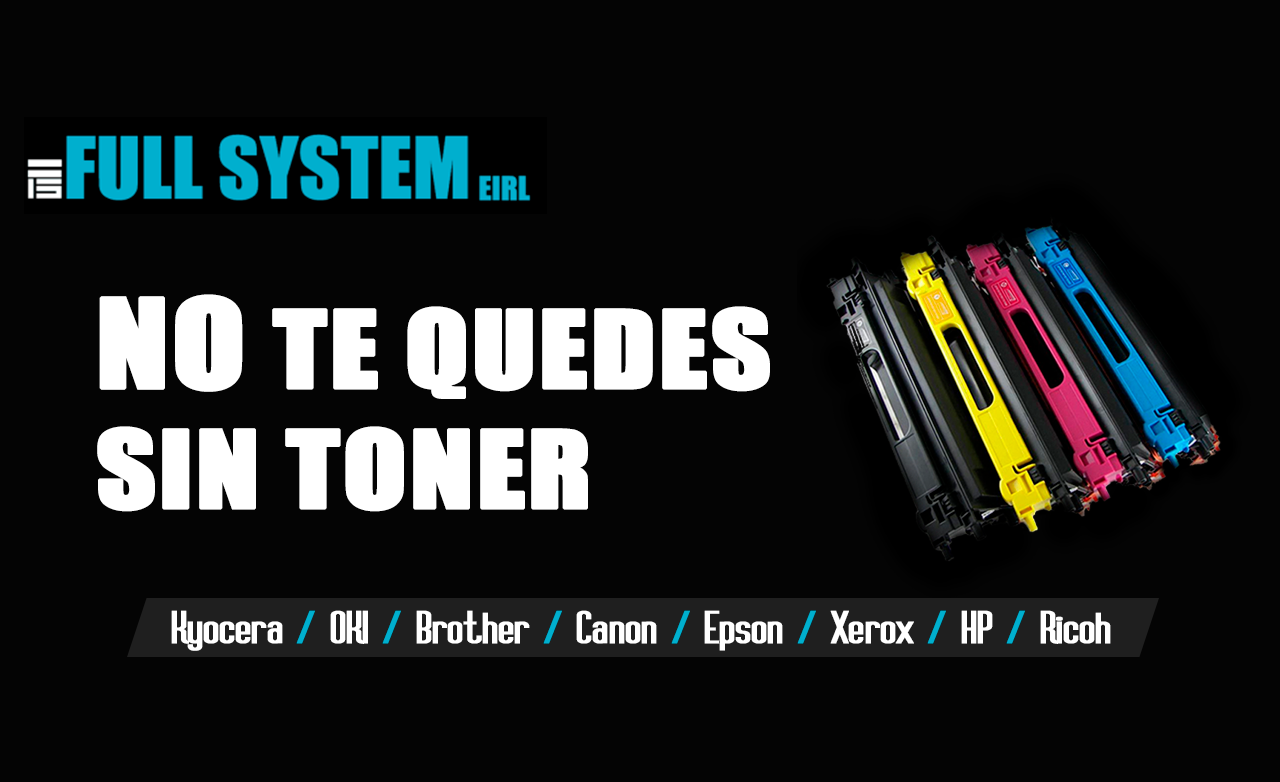 FULL SYSTEM EIRL
NO TE QUEDES
SIN TONER
Kyocera / OKI / Brother / Canon / Epson / Xerox / HP / Ricoh